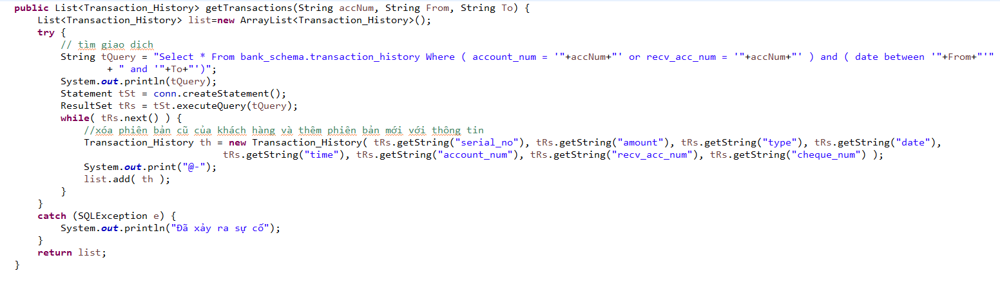 public List<Transaction_History> getTransactions(String accNum, String From, String To) {
List<Transaction_History> list=new ArrayList<Transaction_History>();
try {
// tìm giao dịch
String tQuery = "Select * From bank_schema.transaction_history Where ( account_num = '"+accNum+"' or recv_acc_num = '"+accNum+"' ) and ( date between '"+From+"'"
+ " and '"+To+"')";
System.out.println(tQuery);
Statement tSt = conn.createStatement();
ResultSet tRs = tSt.executeQuery(tQuery);
while( tRs.next() ) {
//xóa phiên bản cũ của khách hàng và thêm phiên bản mới với thông tin
Transaction_History th = new Transaction_History( tRs.getString("serial_no"), tRs.getString("amount"), tRs.getString("type"), tRs.getString("date"),
tRs.getString("time"), tRs.getString("account_num"), tRs.getString("recv_acc_num"), tRs.getString("cheque_num") );
System.out.print("@-");
list.add( th );
}
}
catch (SQLException e) {
System.out.println("Đã xảy ra sự cố");
}
return list;
}